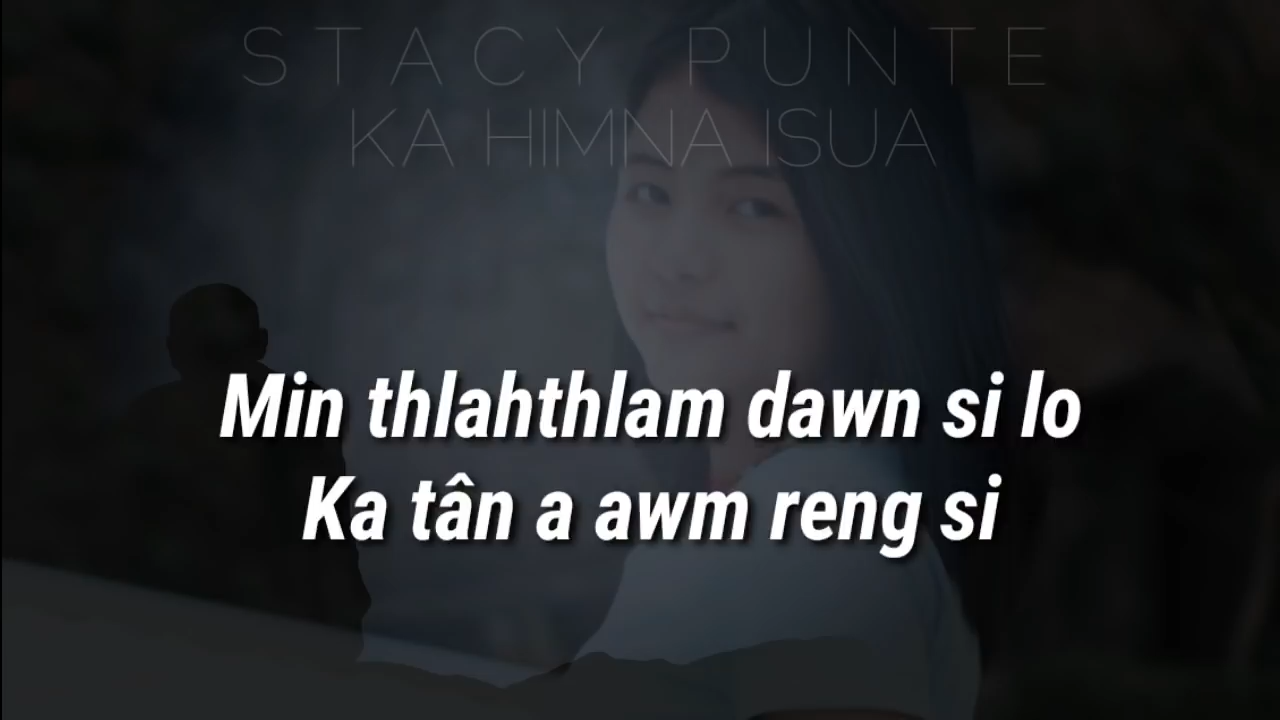 STACY PUNTE
KA HIMNA ISUA
Min thlahthlam dawn si lo
Ka tân a awm reng si